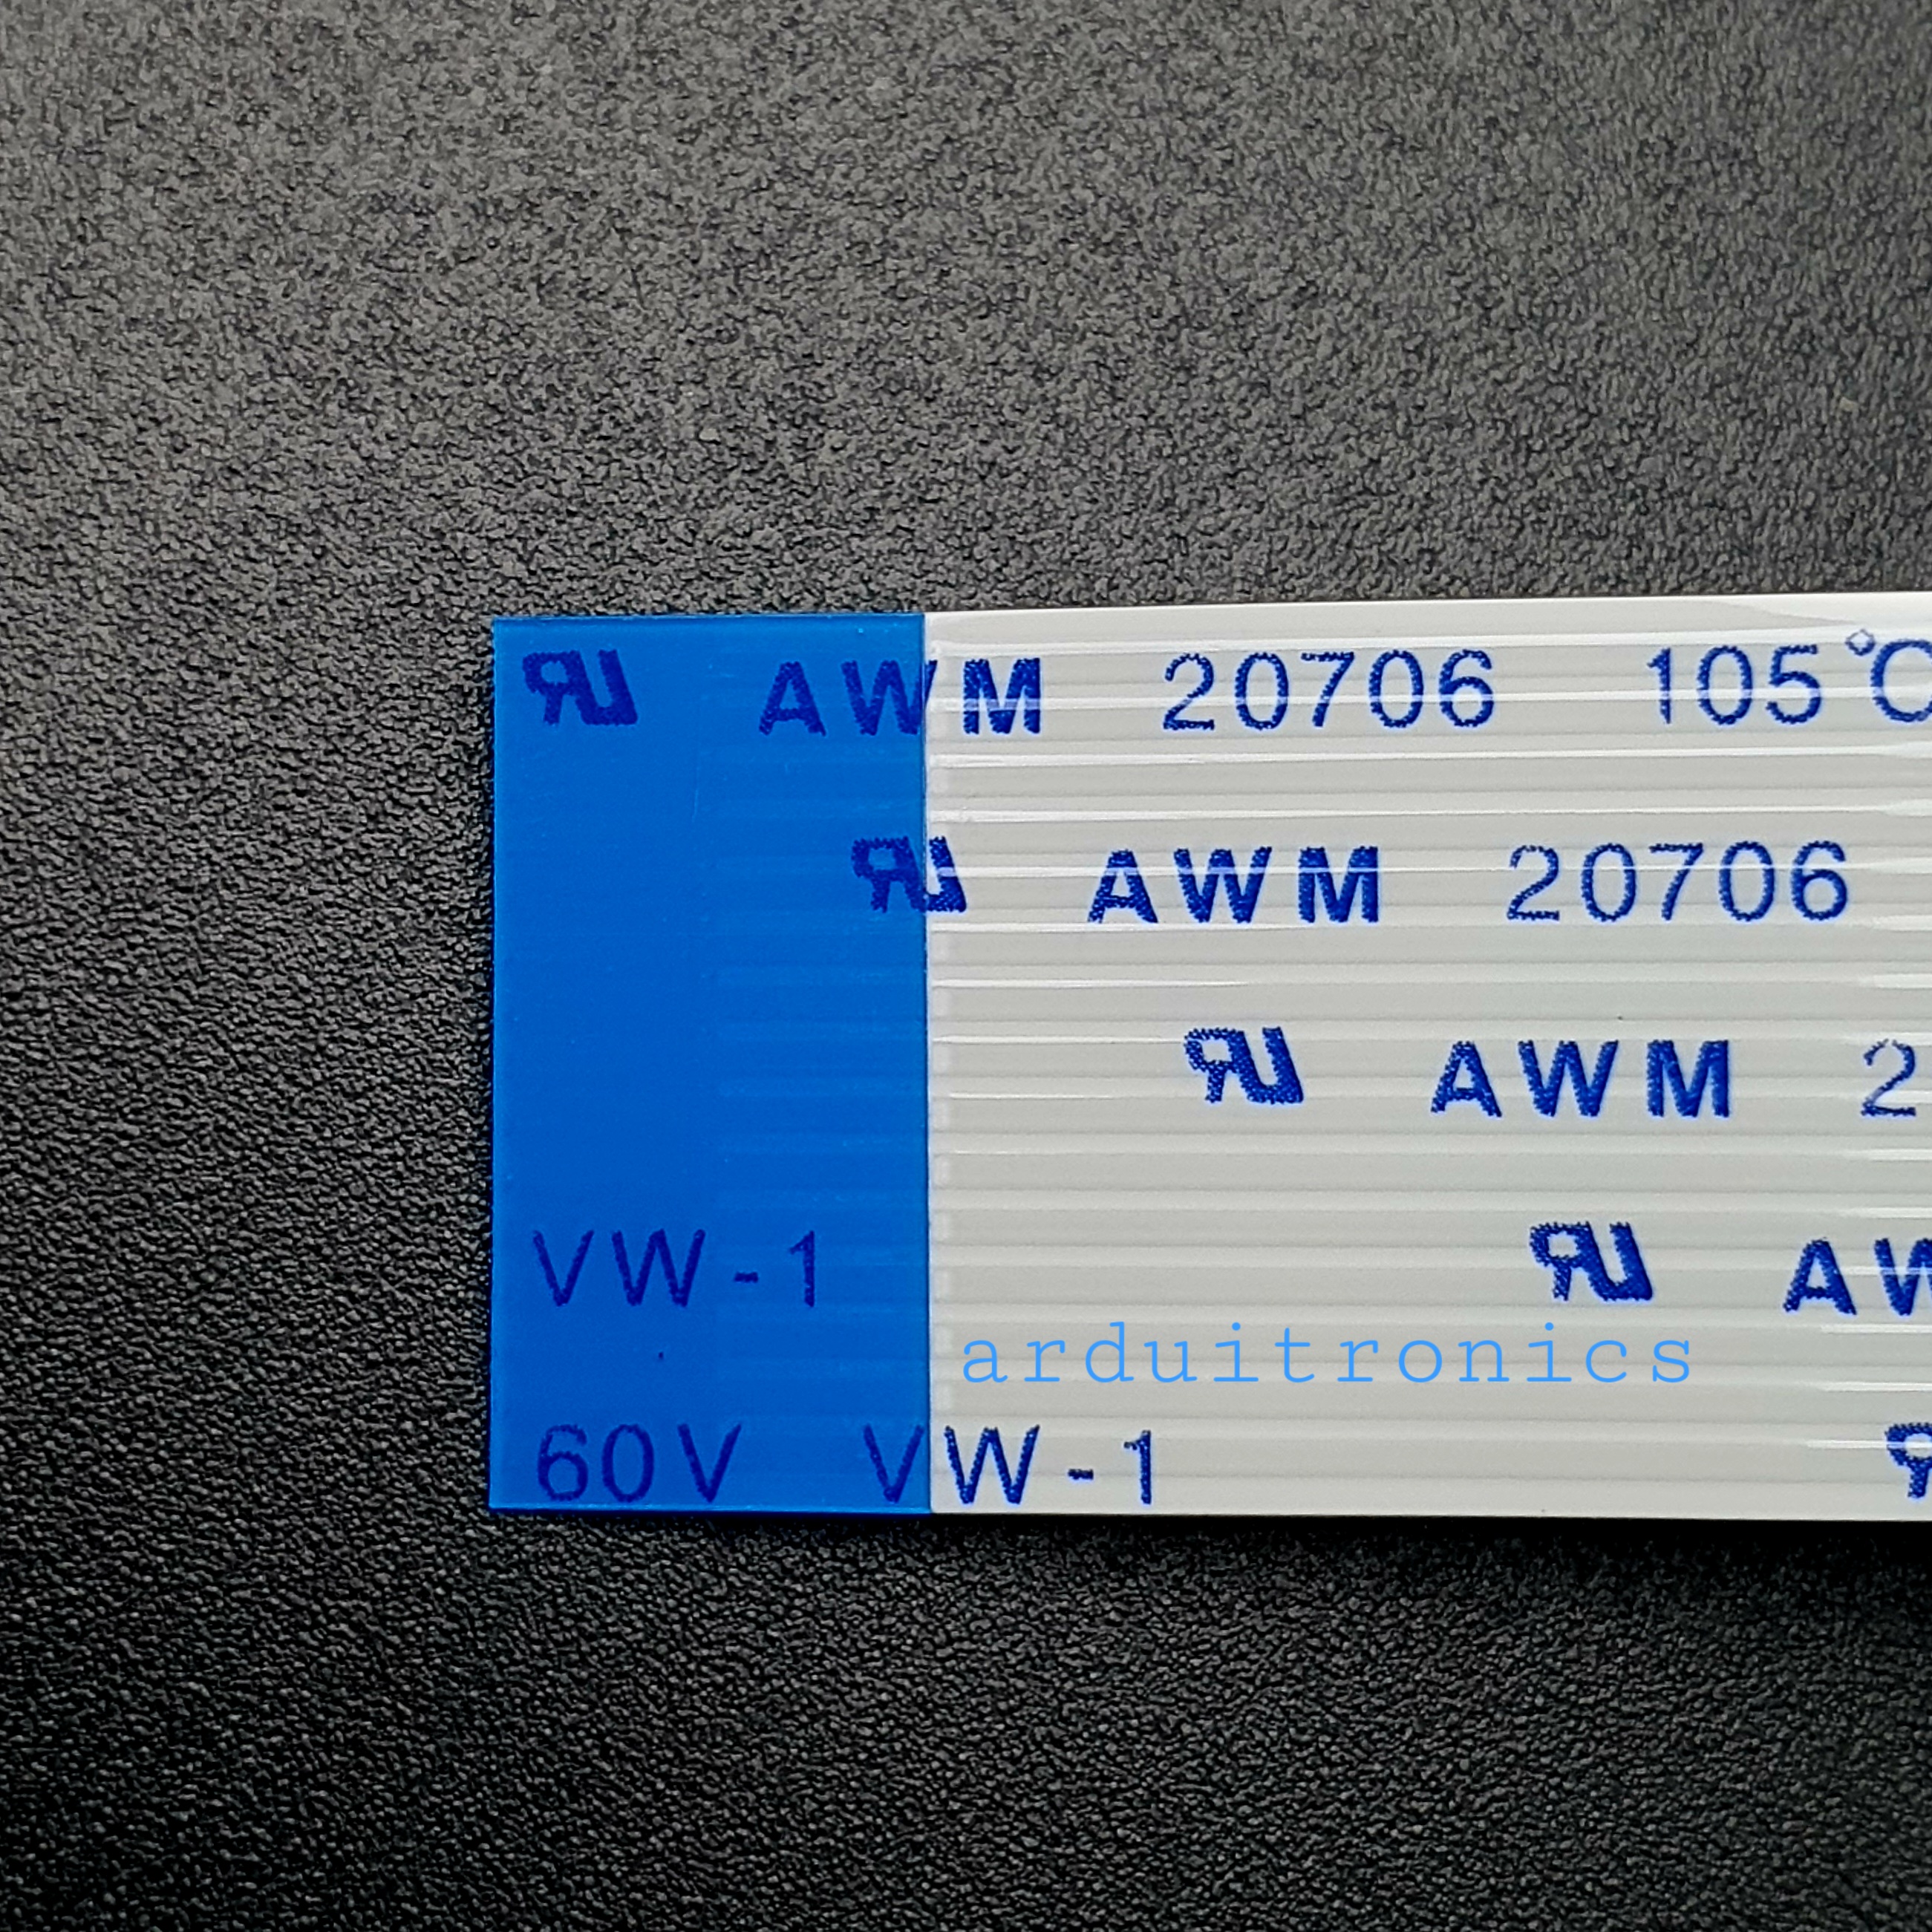 AWM 20706 105℃
AWM 20706
AWM 2
VW-1 AW
arduitronics
60V VW-1